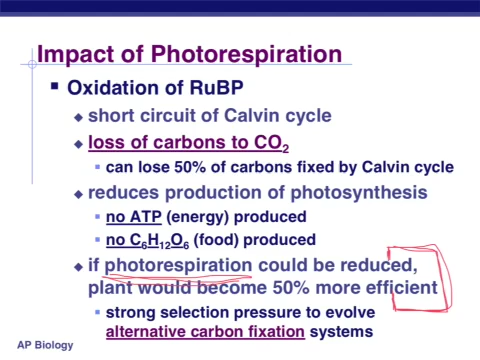 Impact of Photorespiration
Oxidation of RuBP
short circuit of Calvin cycle
loss of carbons to CO₂
can lose 50% of carbons fixed by Calvin cycle
reduces production of photosynthesis
no ATP (energy) produced
no C₆H₁₂O₆ (food) produced
if photorespiration could be reduced,
plant would become 50% more efficient
strong selection pressure to evolve
alternative carbon fixation systems
AP Biology